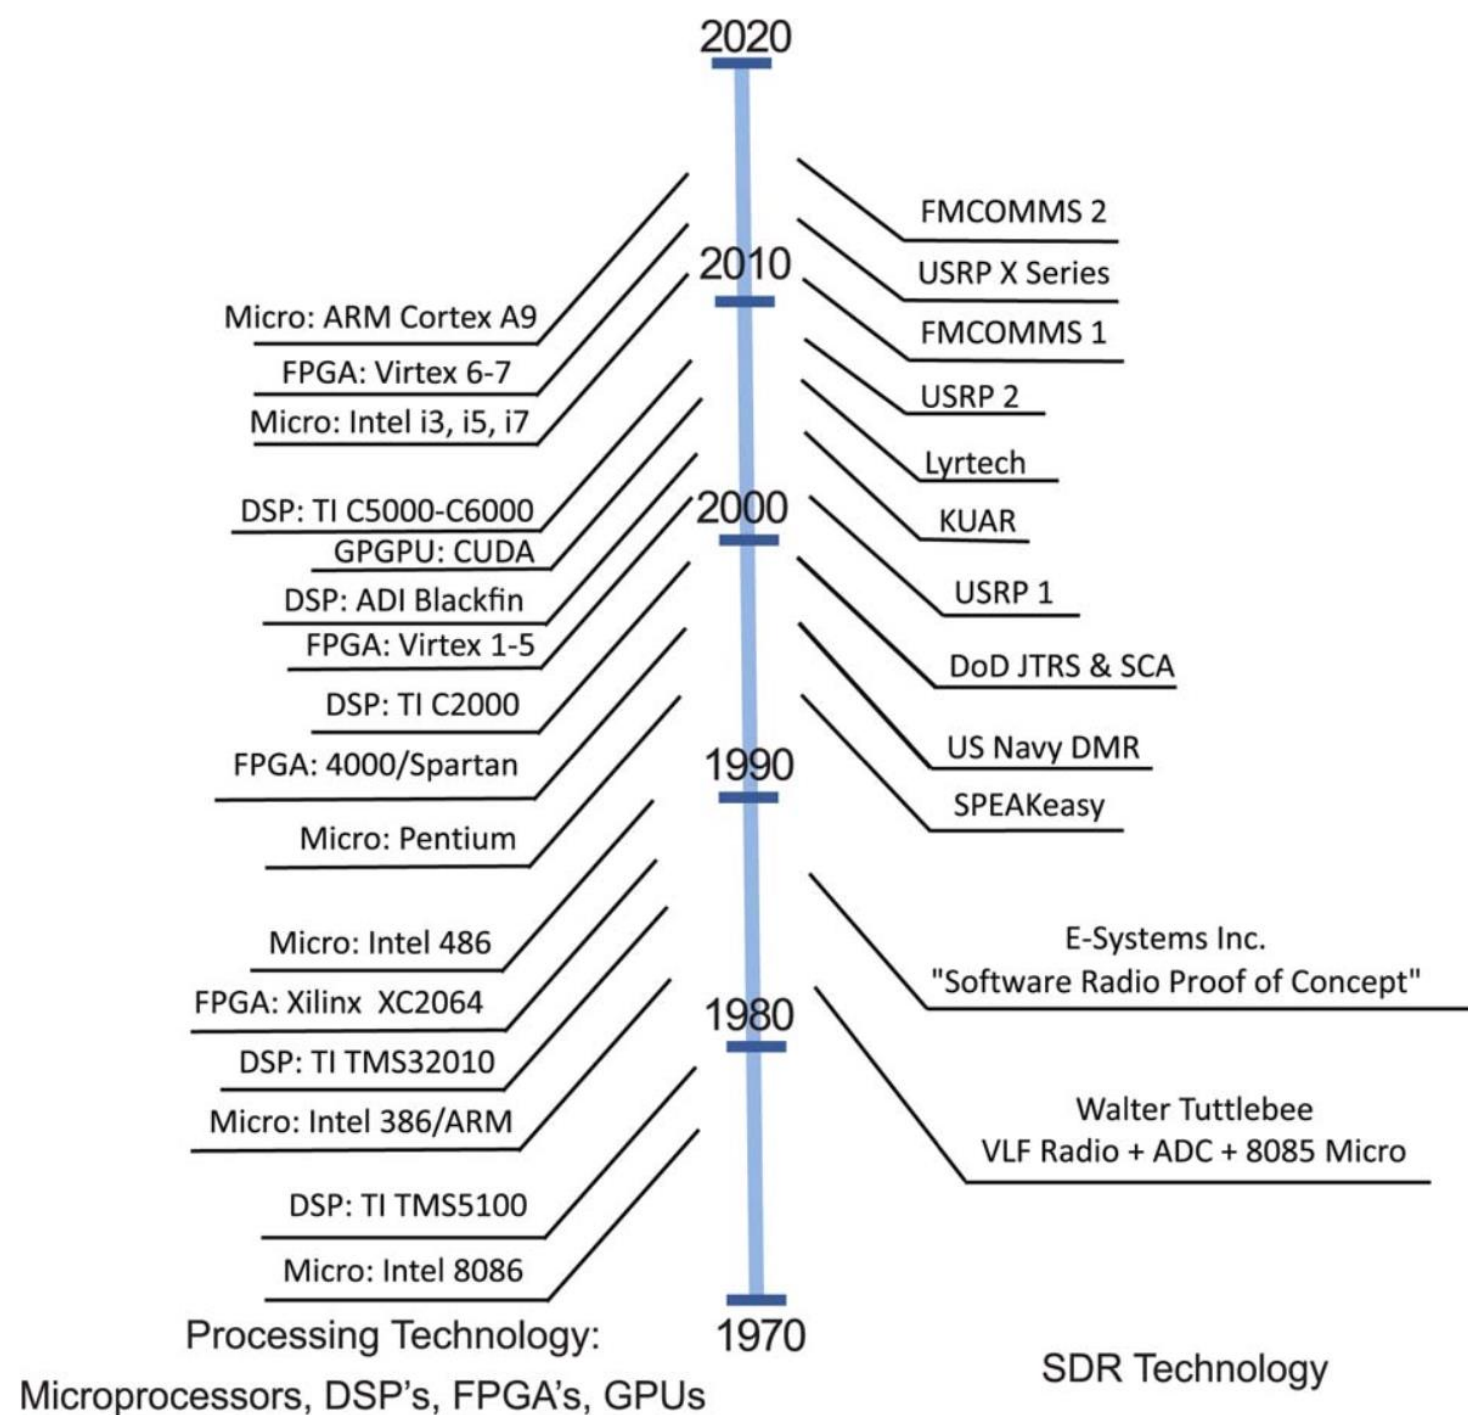 2020
FMCOMMS 2
USRP X Series
2010
Micro: ARM Cortex A9
FMCOMMS 1
FPGA: Virtex 6-7
USRP 2
Micro: Intel i3, i5, i7
Lyrtech
2000
DSP: TI C5000-C6000
KUAR
GPGPU: CUDA
USRP 1
DSP: ADI Blackfin
FPGA: Virtex 1-5
DoD JTRS & SCA
DSP: TI C2000
US Navy DMR
1990
FPGA: 4000/Spartan
SPEAKeasy
Micro: Pentium
E-Systems Inc.
Micro: Intel 486
"Software Radio Proof of Concept"
FPGA: Xilinx XC2064
1980
DSP: TI TMS32010
Walter Tuttlebee
Micro: Intel 386/ARM
VLF Radio + ADC + 8085 Micro
DSP: TI TMS5100
Micro: Intel 8086
1970
Processing Technology:
Microprocessors, DSP's, FPGA's, GPUs
SDR Technology